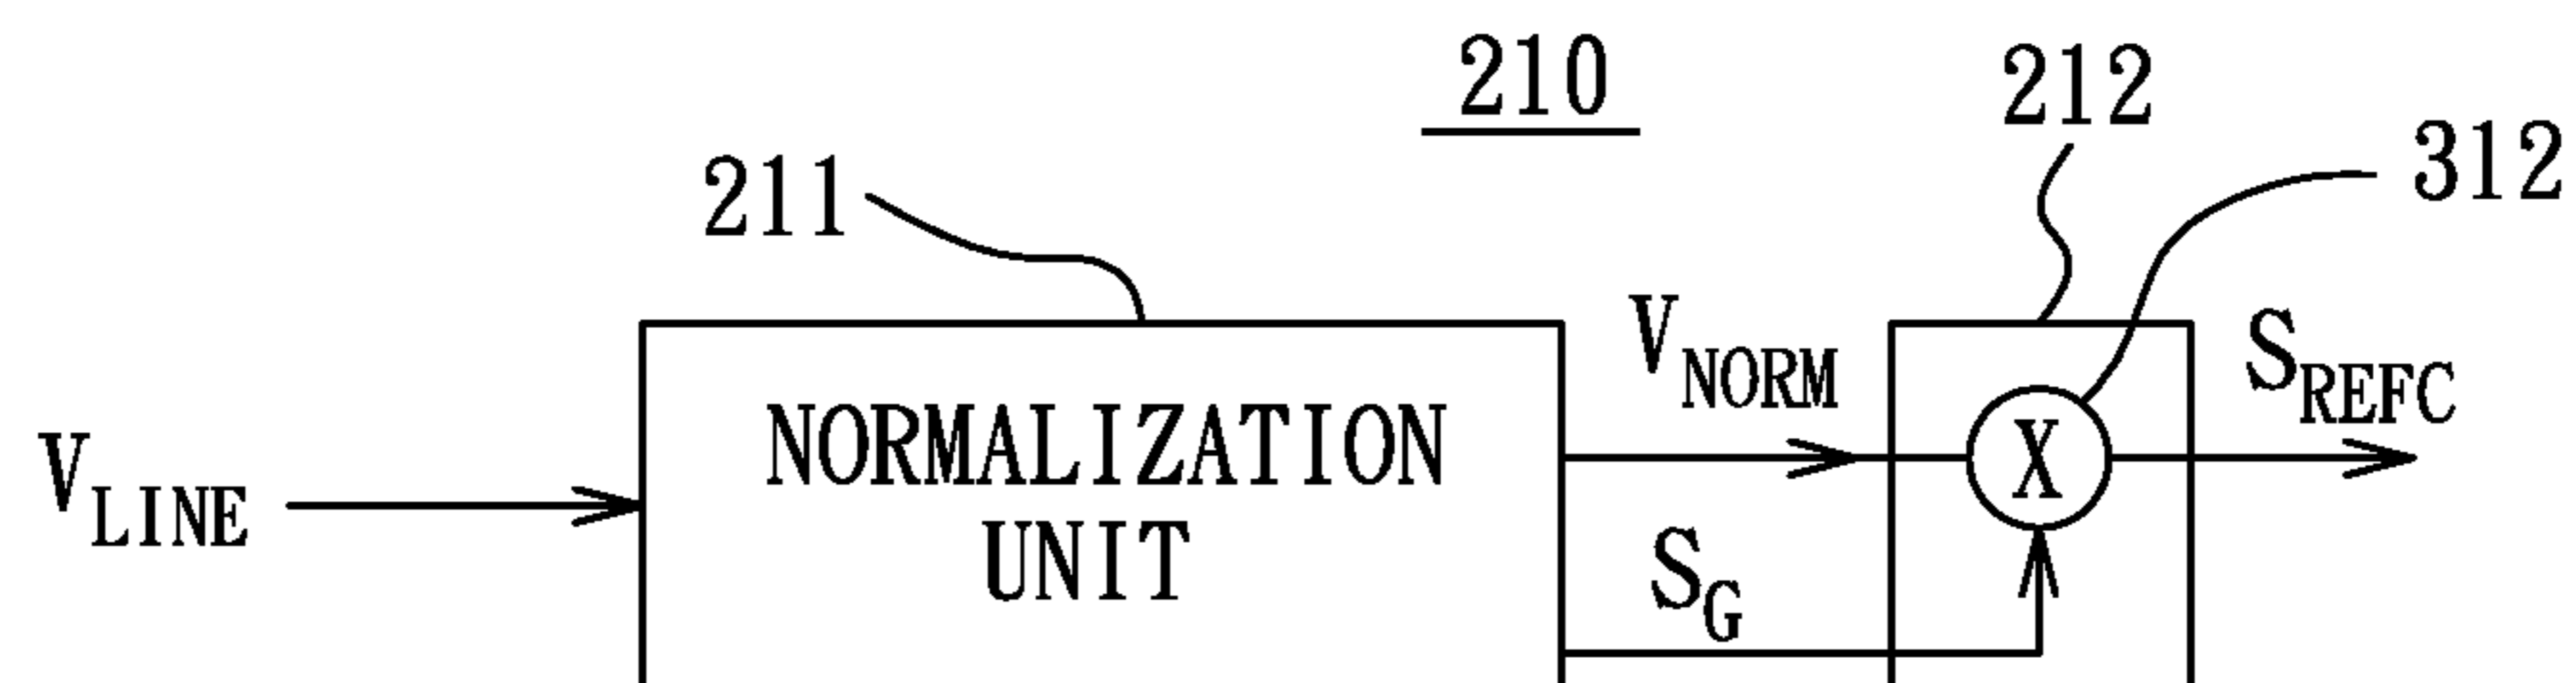 210
212
312
211
V_NORM
S_REFC
NORMALIZATION
UNIT
V_LINE
X
S_G